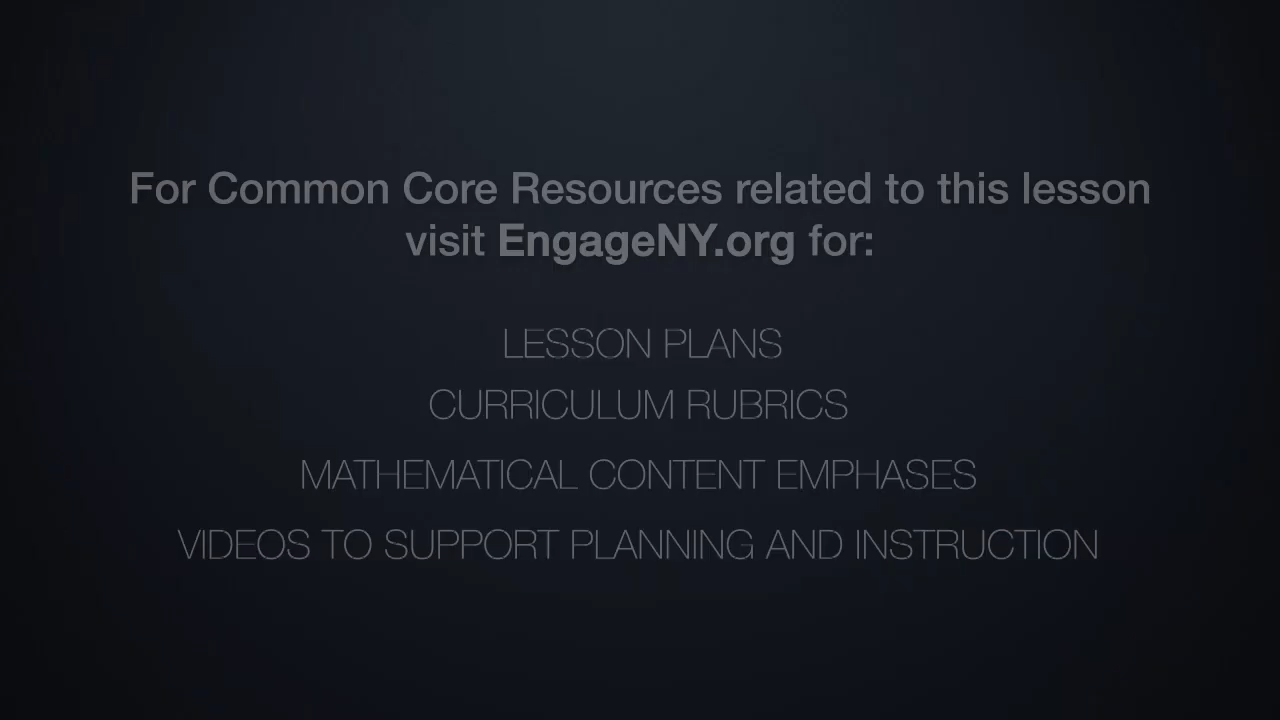 For Common Core Resources related to this lesson
visit EngageNY.org for:
LESSON PLANS
CURRICULUM RUBRICS
MATHEMATICAL CONTENT EMPHASES
VIDEOS TO SUPPORT PLANNING AND INSTRUCTION